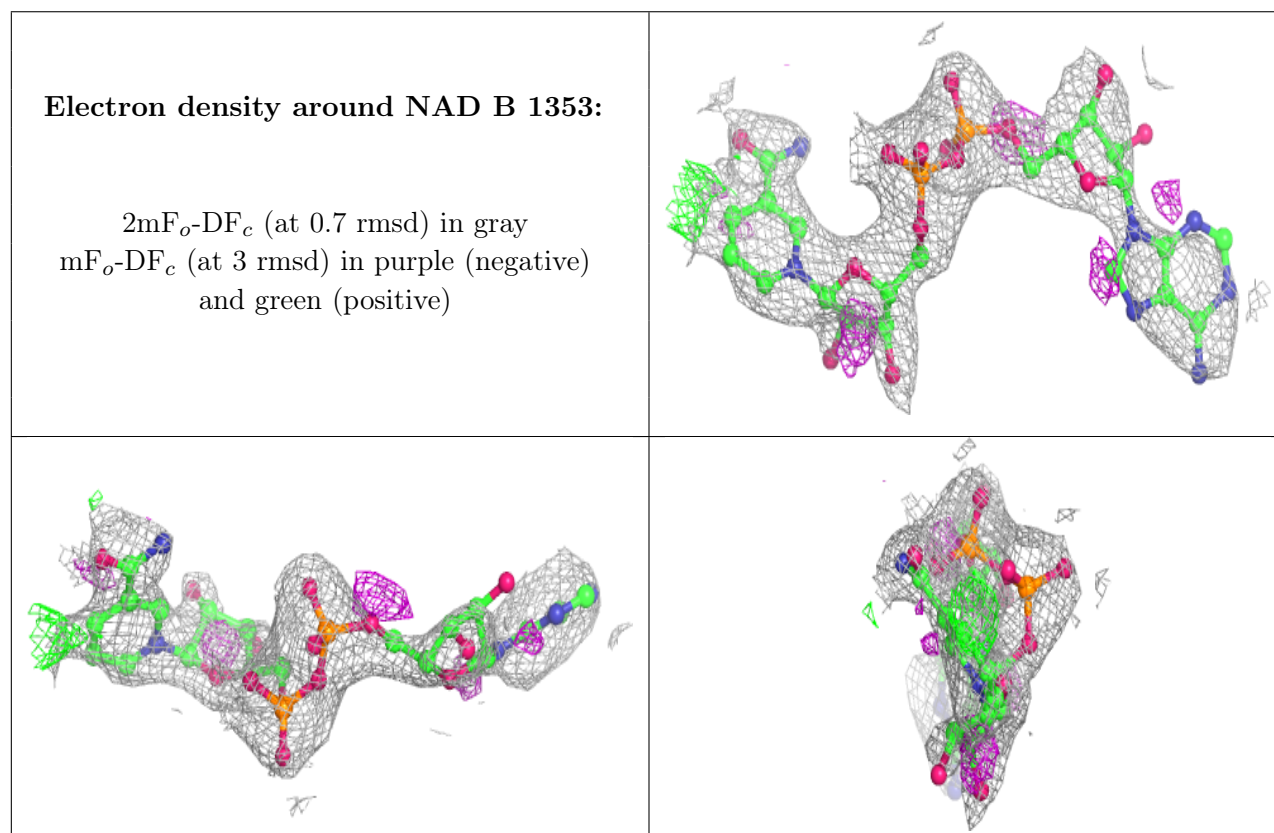 Electron density around NAD B 1353:
2mFo-DFc (at 0.7 rmsd) in gray
mFo-DFc (at 3 rmsd) in purple (negative)
and green (positive)